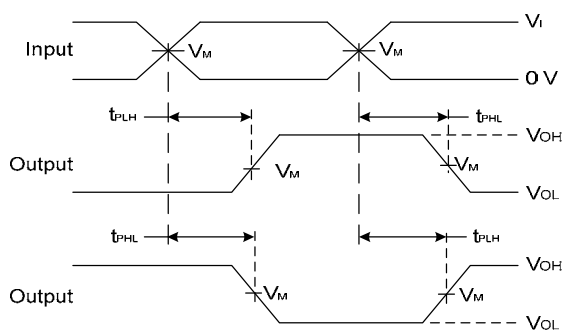 VI
Input VM VM
0 V
tPLH tPHL
VOH
Output VM VM
VOL
tPHL tPLH
VOH
Output VM VM
VOL